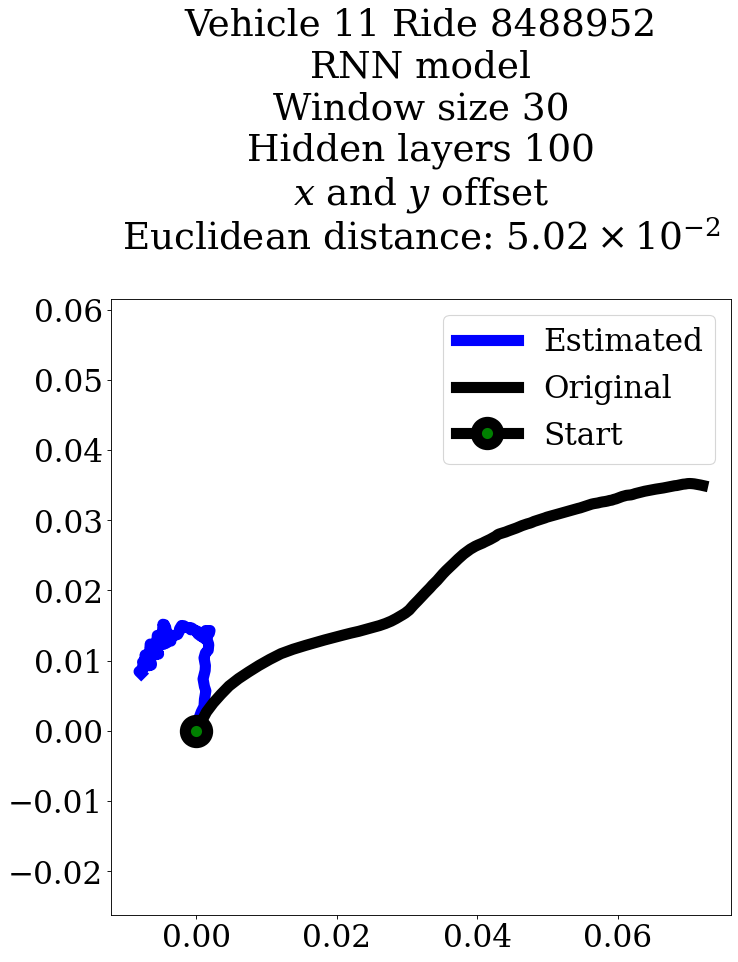 Vehicle 11 Ride 8488952
RNN model
Window size 30
Hidden layers 100
x and y offset
Euclidean distance: 5.02 × 10⁻²
0.06
0.05
0.04
0.03
0.02
0.01
0.00
−0.01
−0.02
Estimated
Original
Start
0.00 0.02 0.04 0.06